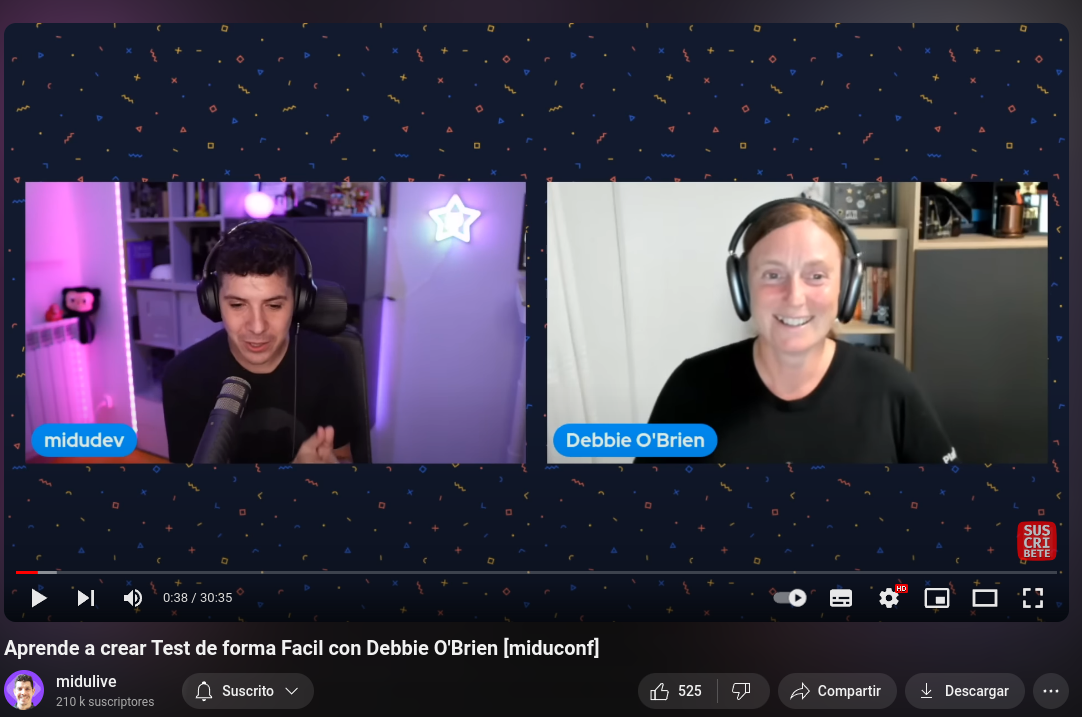 midudev
Debbie O'Brien
SUS
CRI
BETE
0:38 / 30:35
HD
Aprende a crear Test de forma Facil con Debbie O'Brien [miduconf]
midulive
210 k suscriptores
Suscrito
525
Compartir
Descargar